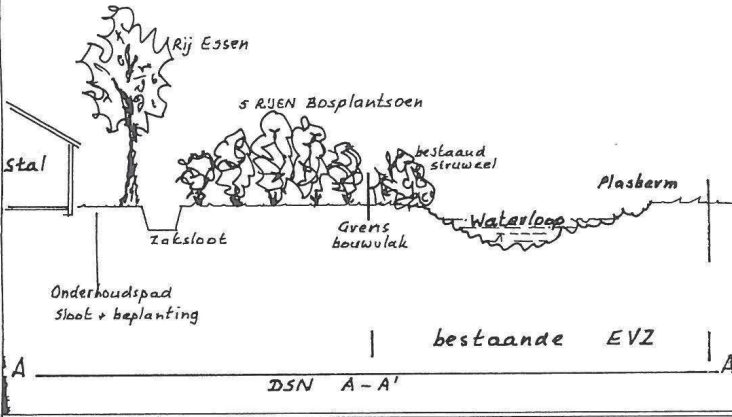 Rij Essen
5 RIJEN Bosplantsoen
bestaand
struweel
Stal
Plasberm
Waterloop
Zaksloot
Grens
bouwvlak
Onderhoudspad
Sloot + beplanting
bestaande EVZ
A
A
DSN A-A'